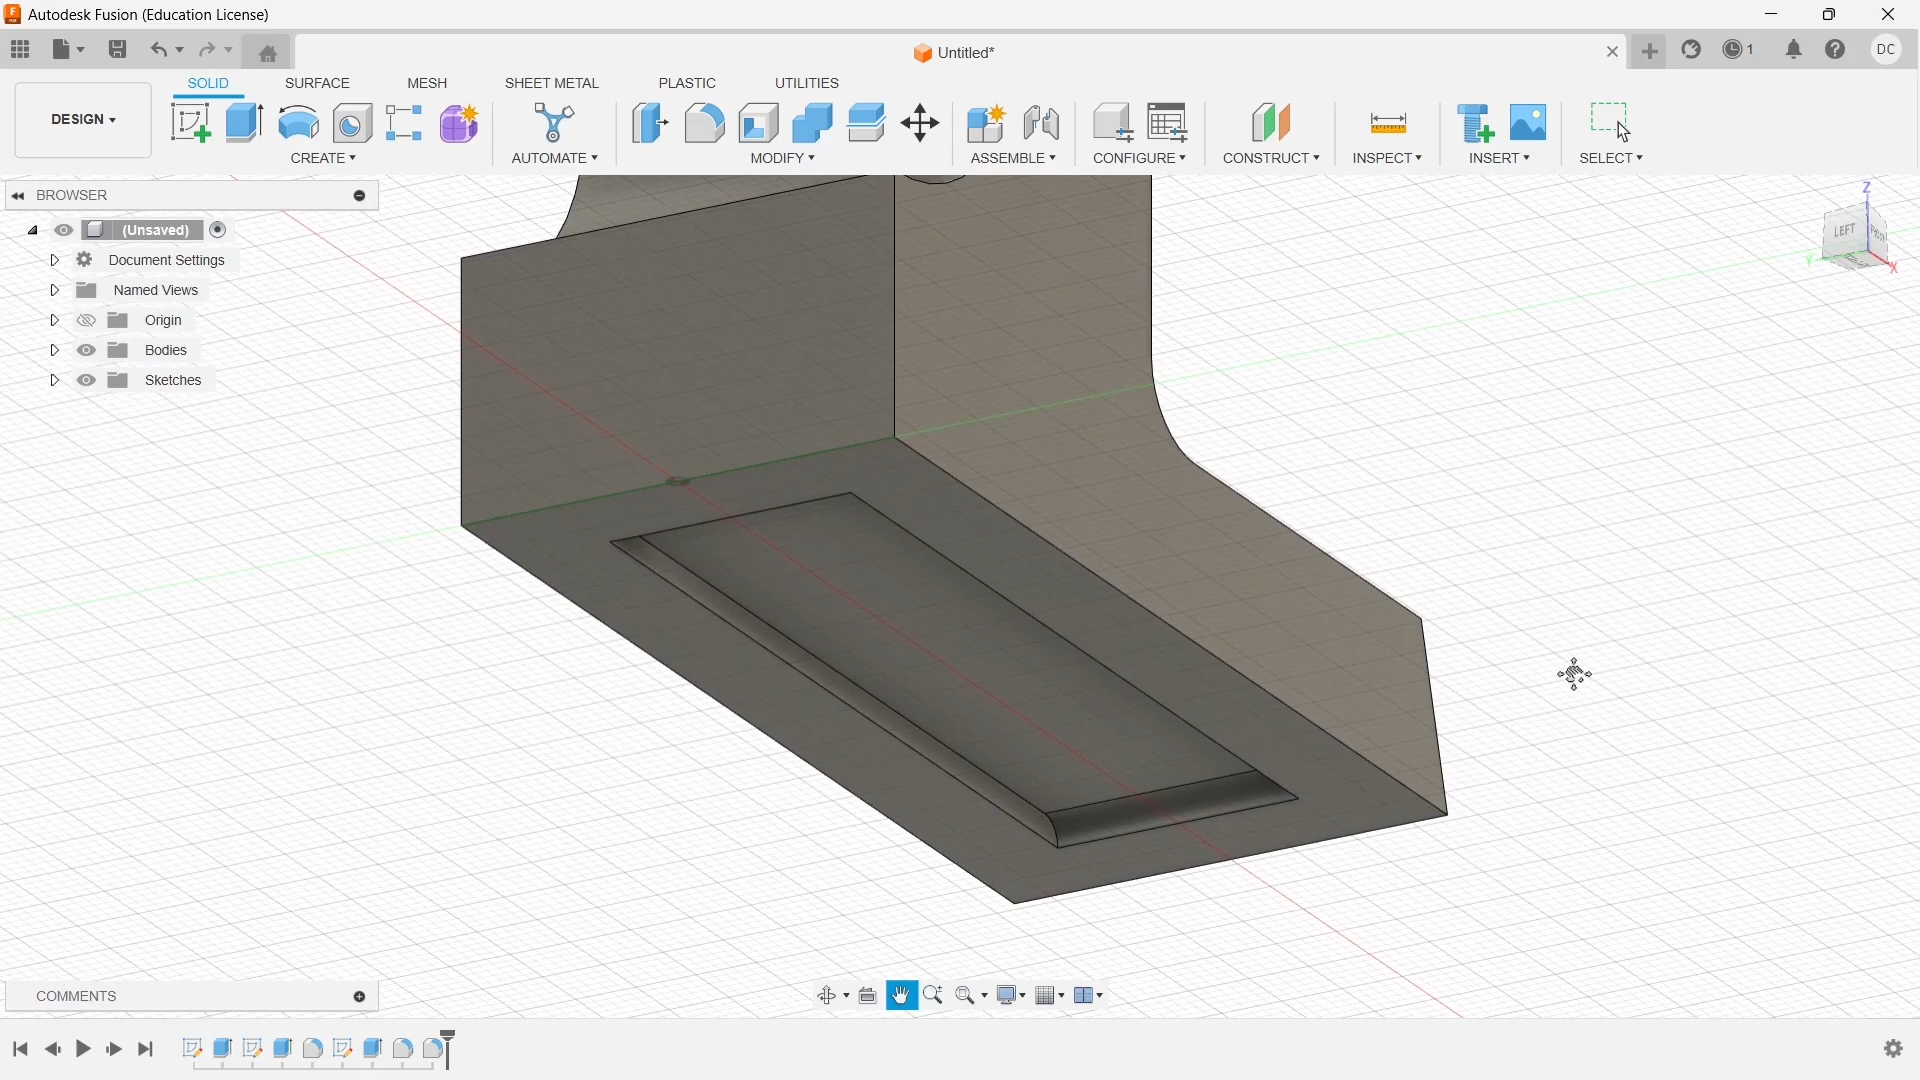 Autodesk Fusion (Education License)
Untitled*
1
DC
DESIGN
SOLID
SURFACE
MESH
SHEET METAL
PLASTIC
UTILITIES
CREATE
AUTOMATE
MODIFY
ASSEMBLE
CONFIGURE
CONSTRUCT
INSPECT
INSERT
SELECT
BROWSER
(Unsaved)
Document Settings
Named Views
Origin
Bodies
Sketches
Z
LEFT
Y
X
COMMENTS